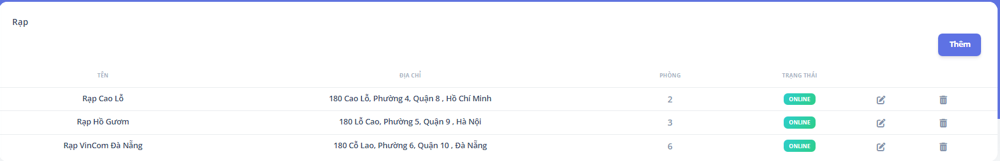 Rạp
Thêm
TÊN ĐỊA CHỈ PHÒNG TRẠNG THÁI
Rạp Cao Lỗ 180 Cao Lỗ, Phường 4, Quận 8 , Hồ Chí Minh 2 ONLINE
Rạp Hồ Gươm 180 Lỗ Cao, Phường 5, Quận 9 , Hà Nội 3 ONLINE
Rạp VinCom Đà Nẵng 180 Cỗ Lao, Phường 6, Quận 10 , Đà Nẵng 6 ONLINE